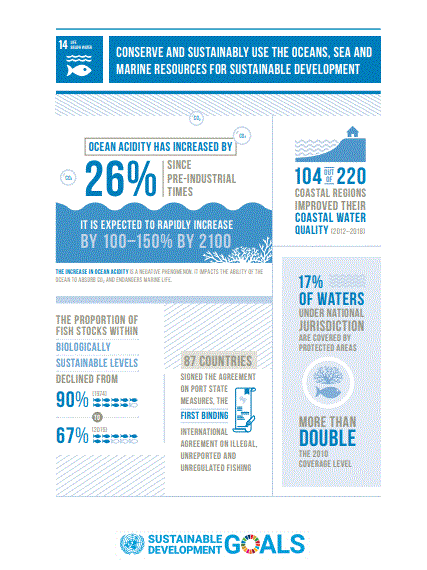 14 LIFE
BELOW WATER
CONSERVE AND SUSTAINABLY USE THE OCEANS, SEA AND
MARINE RESOURCES FOR SUSTAINABLE DEVELOPMENT
CO₂
CO₂
CO₂
OCEAN ACIDITY HAS INCREASED BY
26%
SINCE
PRE-INDUSTRIAL
TIMES
IT IS EXPECTED TO RAPIDLY INCREASE
BY 100–150% BY 2100
THE INCREASE IN OCEAN ACIDITY IS A NEGATIVE PHENOMENON. IT IMPACTS THE ABILITY OF THE
OCEAN TO ABSORB CO₂ AND ENDANGERS MARINE LIFE.
104 OUT OF 220
COASTAL REGIONS
IMPROVED THEIR
COASTAL WATER
QUALITY (2012–2018)
THE PROPORTION OF
FISH STOCKS WITHIN
BIOLOGICALLY
SUSTAINABLE LEVELS
DECLINED FROM
90% (1974)
TO
67% (2015)
87 COUNTRIES
SIGNED THE AGREEMENT
ON PORT STATE
MEASURES, THE
FIRST BINDING
INTERNATIONAL
AGREEMENT ON ILLEGAL,
UNREPORTED AND
UNREGULATED FISHING
17%
OF WATERS
UNDER NATIONAL
JURISDICTION
ARE COVERED BY
PROTECTED AREAS
MORE THAN
DOUBLE
THE 2010
COVERAGE LEVEL
SUSTAINABLE
DEVELOPMENT
GOALS